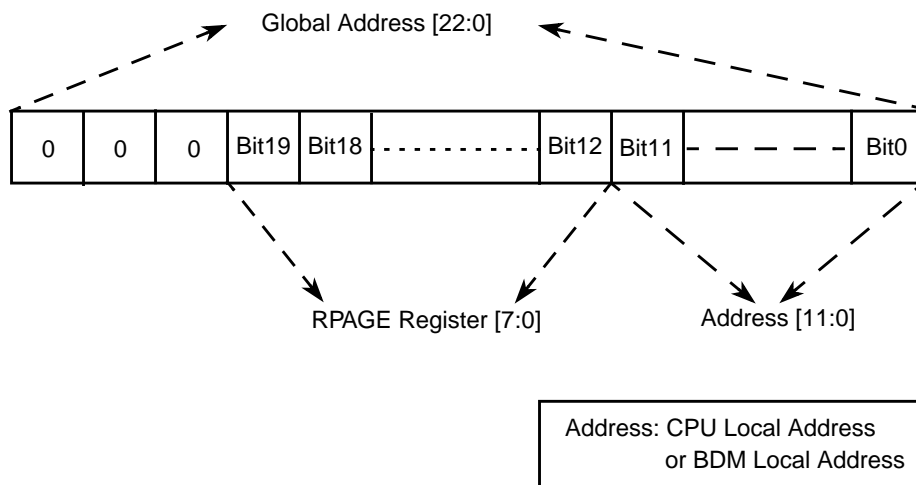 Global Address [22:0]
0 0 0 Bit19 Bit18 Bit12 Bit11 Bit0
RPAGE Register [7:0] Address [11:0]
Address: CPU Local Address
or BDM Local Address